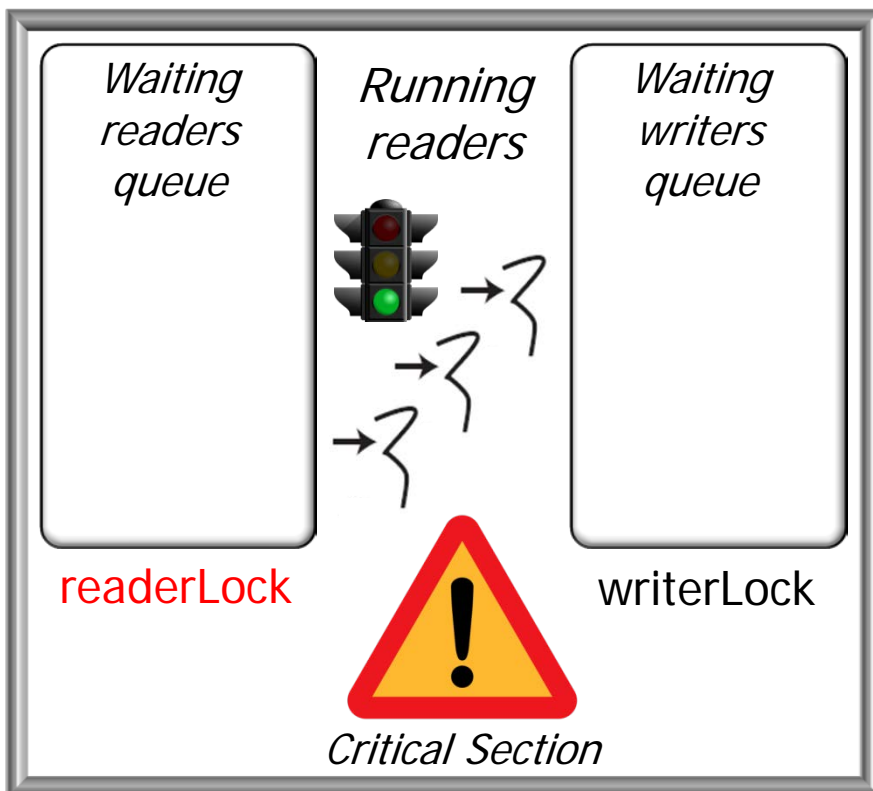 Waiting
readers
queue
Running
readers
Waiting
writers
queue
readerLock
writerLock
Critical Section